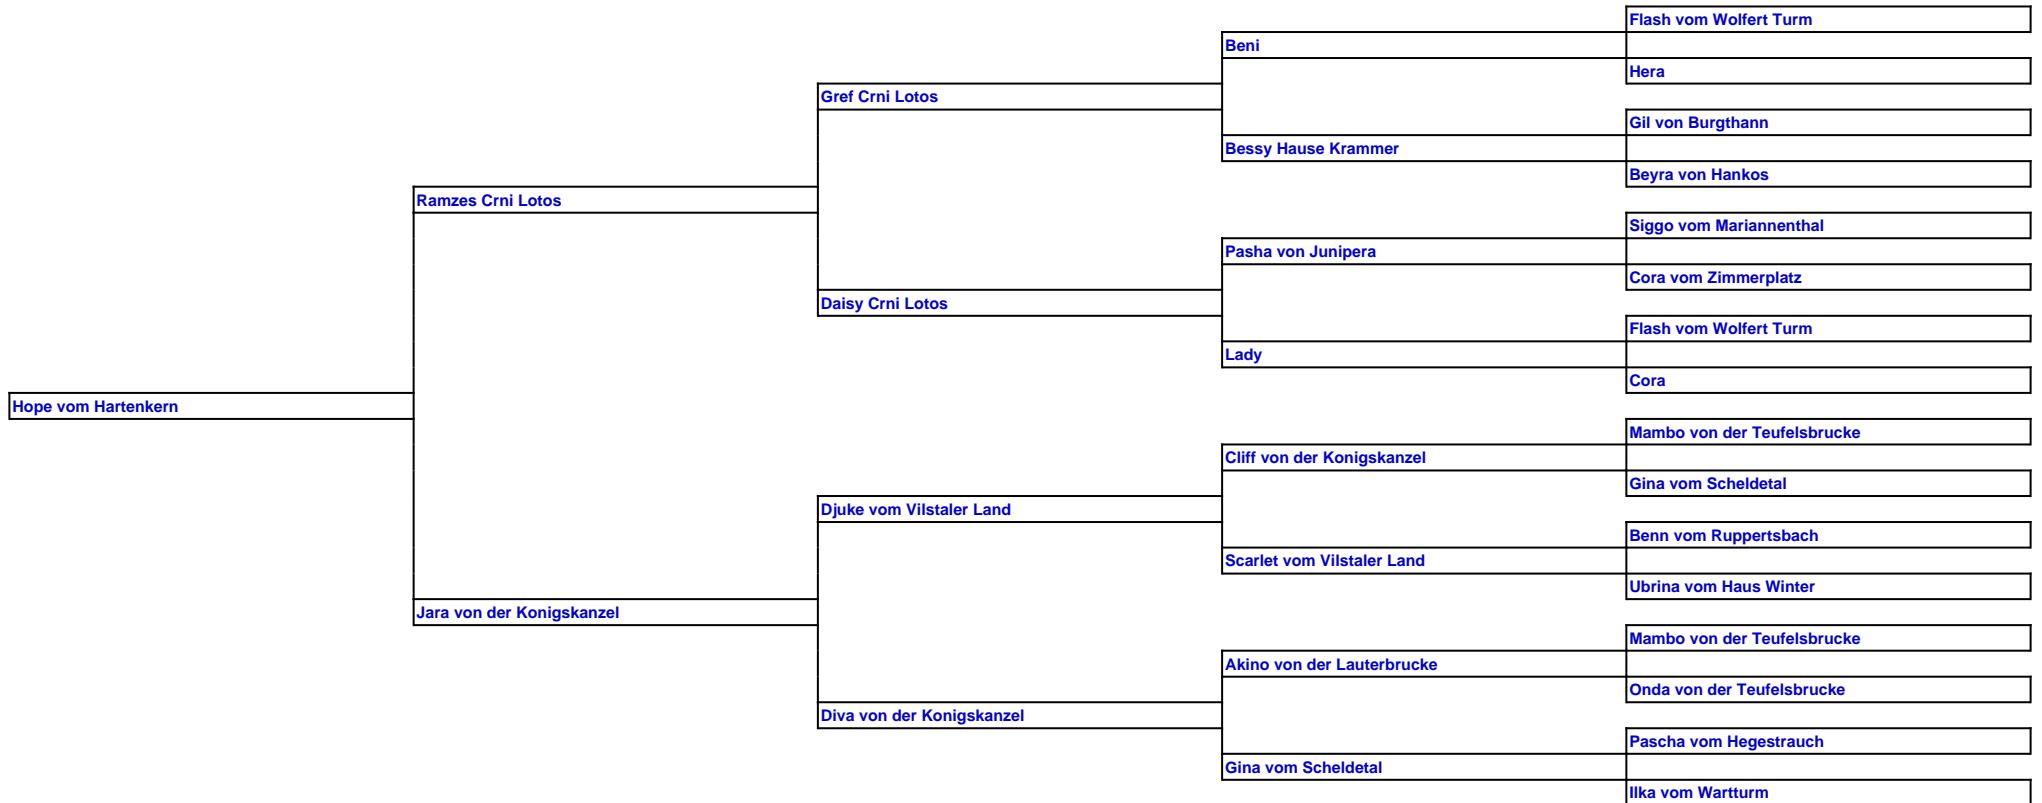 Flash vom Wolfert Turm
Beni
Hera
Gref Crni Lotos
Gil von Burgthann
Bessy Hause Krammer
Beyra von Hankos
Ramzes Crni Lotos
Siggo vom Mariannenthal
Pasha von Junipera
Cora vom Zimmerplatz
Daisy Crni Lotos
Flash vom Wolfert Turm
Lady
Cora
Hope vom Hartenkern
Mambo von der Teufelsbrucke
Cliff von der Konigskanzel
Gina vom Scheldetal
Djuke vom Vilstaler Land
Benn vom Ruppertsbach
Scarlet vom Vilstaler Land
Ubrina vom Haus Winter
Jara von der Konigskanzel
Mambo von der Teufelsbrucke
Akino von der Lauterbrucke
Onda von der Teufelsbrucke
Diva von der Konigskanzel
Pascha vom Hegestrauch
Gina vom Scheldetal
Ilka vom Wartturm